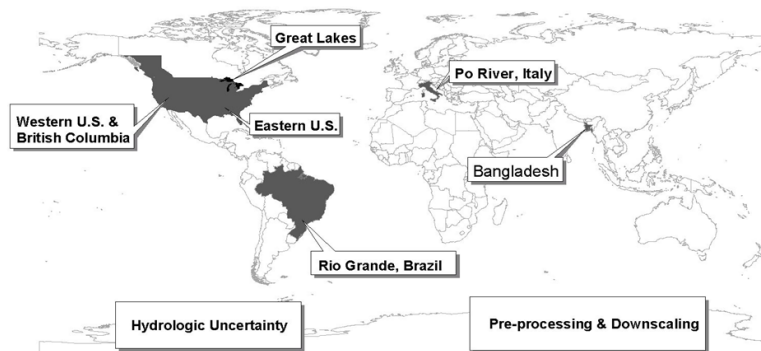 Great Lakes
Po River, Italy
Western U.S. &
British Columbia
Eastern U.S.
Bangladesh
Rio Grande, Brazil
Hydrologic Uncertainty
Pre-processing & Downscaling